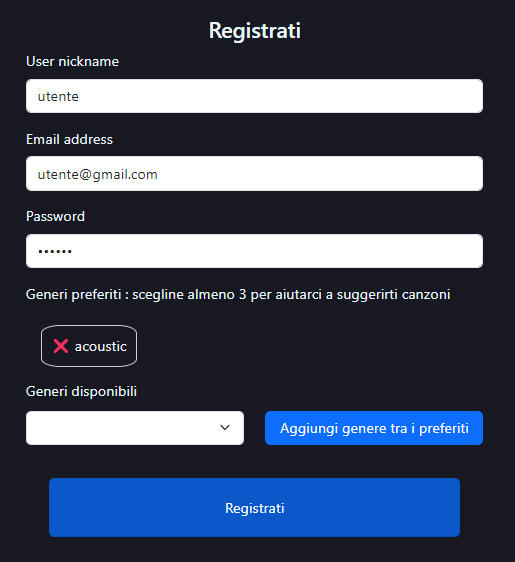 Registrati
User nickname
utente
Email address
utente@gmail.com
Password
••••••
Generi preferiti : scegline almeno 3 per aiutarci a suggerirti canzoni
❌ acoustic
Generi disponibili
Aggiungi genere tra i preferiti
Registrati